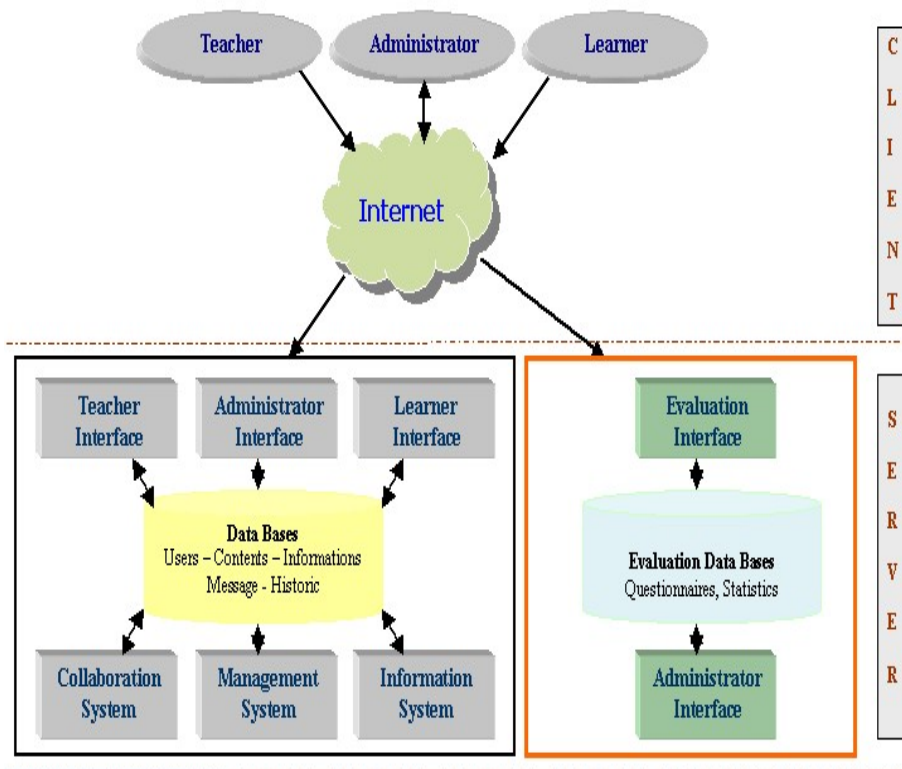 Teacher
Administrator
Learner
Internet
C
L
I
E
N
T
Teacher
Interface
Administrator
Interface
Learner
Interface
Data Bases
Users – Contents – Informations
Message - Historic
Collaboration
System
Management
System
Information
System
Evaluation
Interface
Evaluation Data Bases
Questionnaires, Statistics
Administrator
Interface
S
E
R
V
E
R